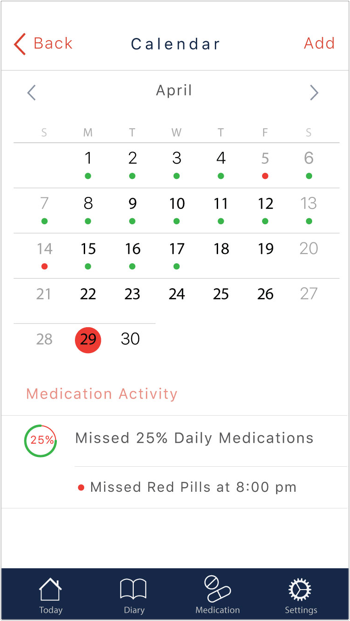 Back Calendar Add
April
S M T W T F S
1 2 3 4 5 6
7 8 9 10 11 12 13
14 15 16 17 18 19 20
21 22 23 24 25 26 27
28 29 30
Medication Activity
25% Missed 25% Daily Medications
Missed Red Pills at 8:00 pm
Today Diary Medication Settings